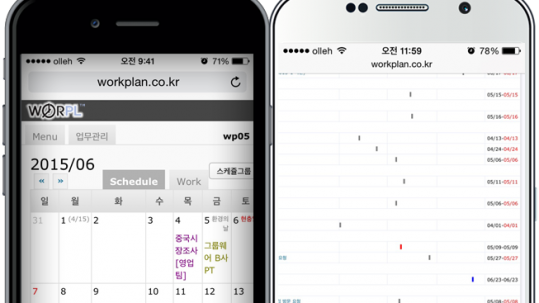 olleh 오전 9:41 71%
workplan.co.kr
WORPL™
Menu 업무관리 wp05
2015/06
스케줄그룹
« » Schedule Work
일 월 화 수 목 금 토
31 1 (4/15) 2 3 4 5 환경의날 6 현충
중국시장조사 [영업팀]
그룹웨어 B사 PT
7 8 9 10 11 12 13
olleh 오전 11:59 78%
workplan.co.kr
05/15-05/15
05/16-05/16
04/13-04/13
04/24-04/24
05/06-05/06
05/11-05/11
05/06-05/06
04/01-04/01
05/09-05/09
05/27-05/27
06/23-06/23